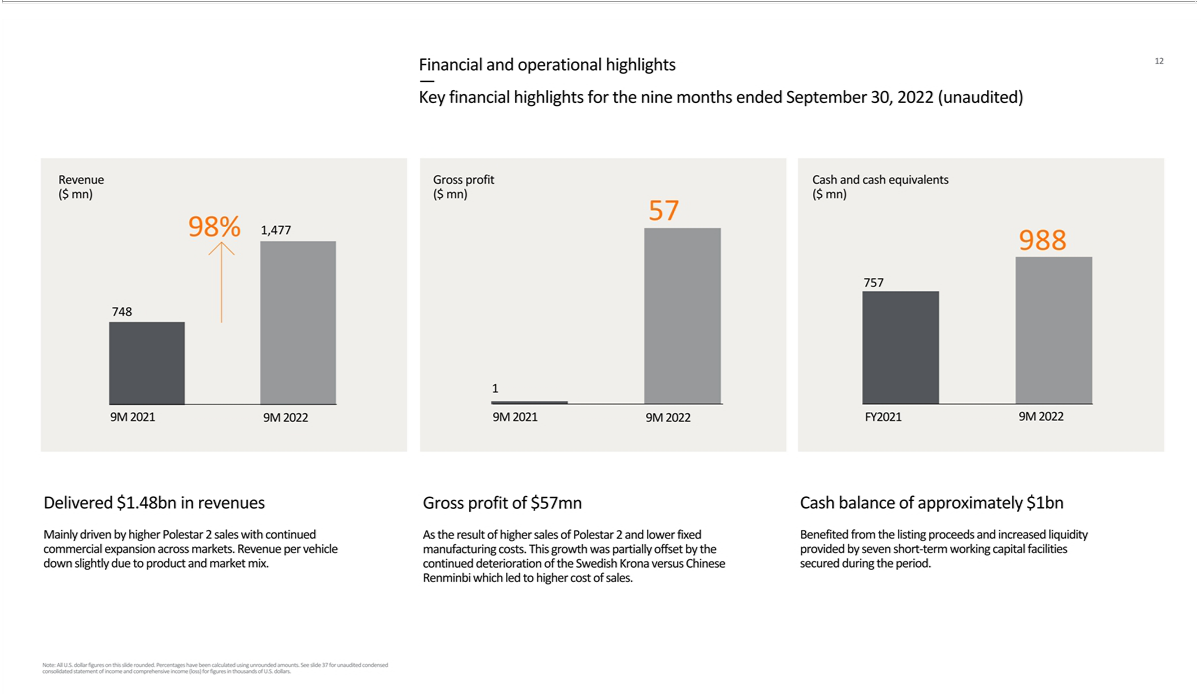 Financial and operational highlights
12
Key financial highlights for the nine months ended September 30, 2022 (unaudited)
Revenue
($ mn)
98%
1,477
748
9M 2021
9M 2022
Gross profit
($ mn)
57
1
9M 2021
9M 2022
Cash and cash equivalents
($ mn)
988
757
FY2021
9M 2022
Delivered $1.48bn in revenues
Mainly driven by higher Polestar 2 sales with continued
commercial expansion across markets. Revenue per vehicle
down slightly due to product and market mix.
Gross profit of $57mn
As the result of higher sales of Polestar 2 and lower fixed
manufacturing costs. This growth was partially offset by the
continued deterioration of the Swedish Krona versus Chinese
Renminbi which led to higher cost of sales.
Cash balance of approximately $1bn
Benefited from the listing proceeds and increased liquidity
provided by seven short-term working capital facilities
secured during the period.
Note: All U.S. dollar figures on this slide rounded. Percentages have been calculated using unrounded amounts. See slide 37 for unaudited condensed
consolidated statement of income and comprehensive income (loss) for figures in thousands of U.S. dollars.